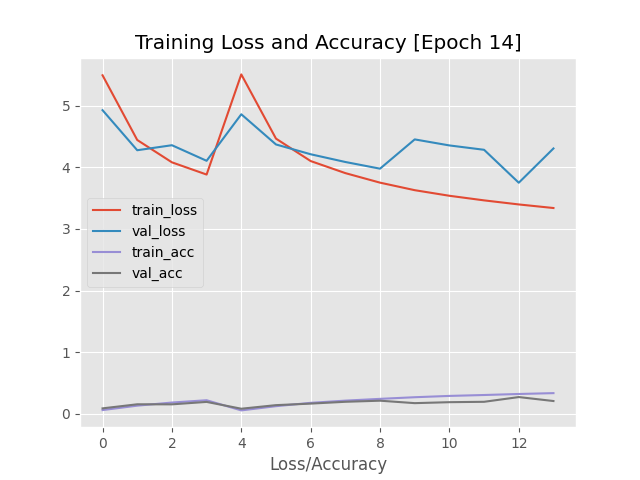 Training Loss and Accuracy [Epoch 14]
5
4
3
2
1
0
train_loss
val_loss
train_acc
val_acc
0 2 4 6 8 10 12
Loss/Accuracy